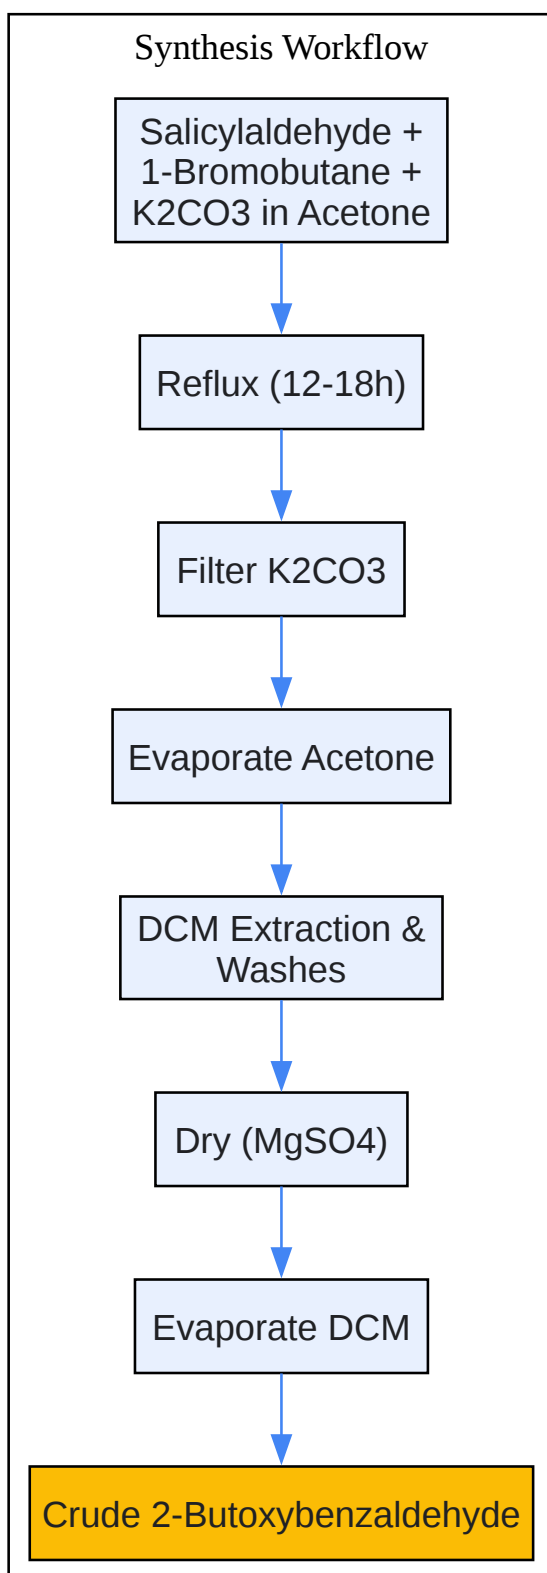 Synthesis Workflow
Salicylaldehyde +
1-Bromobutane +
K2CO3 in Acetone
Reflux (12-18h)
Filter K2CO3
Evaporate Acetone
DCM Extraction &
Washes
Dry (MgSO4)
Evaporate DCM
Crude 2-Butoxybenzaldehyde